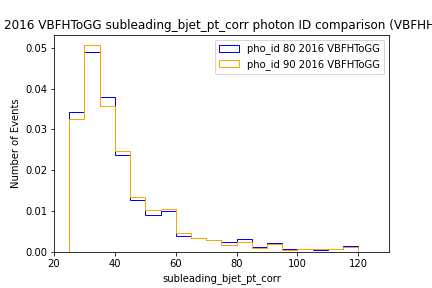 2016 VBFHToGG subleading_bjet_pt_corr photon ID comparison (VBFHH
pho_id 80 2016 VBFHToGG
pho_id 90 2016 VBFHToGG
Number of Events
0.05
0.04
0.03
0.02
0.01
0.00
20
40
60
80
100
120
subleading_bjet_pt_corr